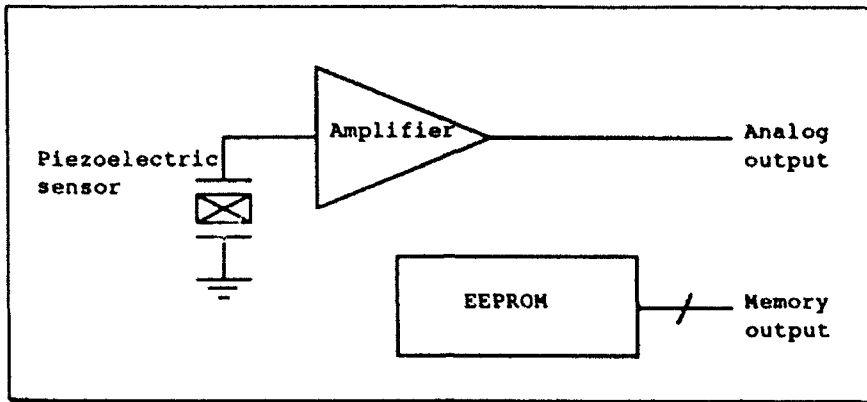 Amplifier
Analog
output
Piezoelectric
sensor
EEPROM
Memory
output